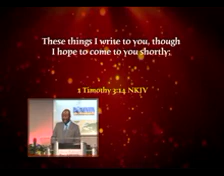 These things I write to you, though
I hope to come to you shortly;
1 Timothy 3:14 NKJV